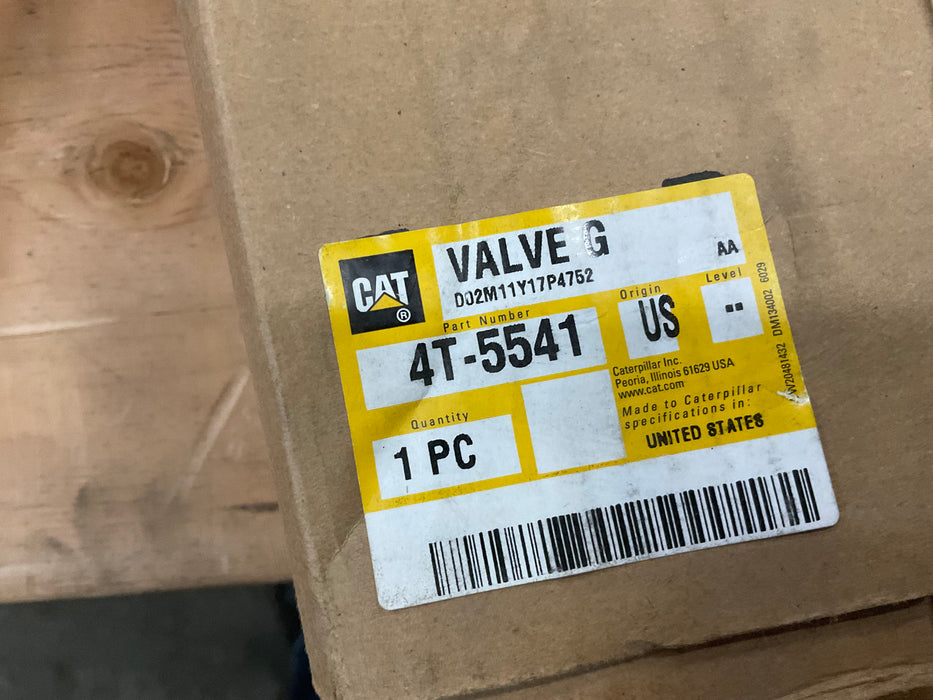 CAT
®
VALVE G
AA
D02M11Y17P4752
Part Number
4T-5541
Origin
US
Level
--
Quantity
1 PC
Caterpillar Inc.
Peoria, Illinois 61629 USA
www.cat.com
Made to Caterpillar
specifications in:
UNITED STATES
DM134002 6029